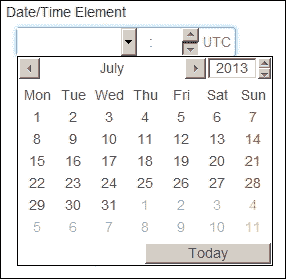 Date/Time Element
: UTC
July 2013
Mon Tue Wed Thu Fri Sat Sun
1 2 3 4 5 6 7
8 9 10 11 12 13 14
15 16 17 18 19 20 21
22 23 24 25 26 27 28
29 30 31 1 2 3 4
5 6 7 8 9 10 11
Today